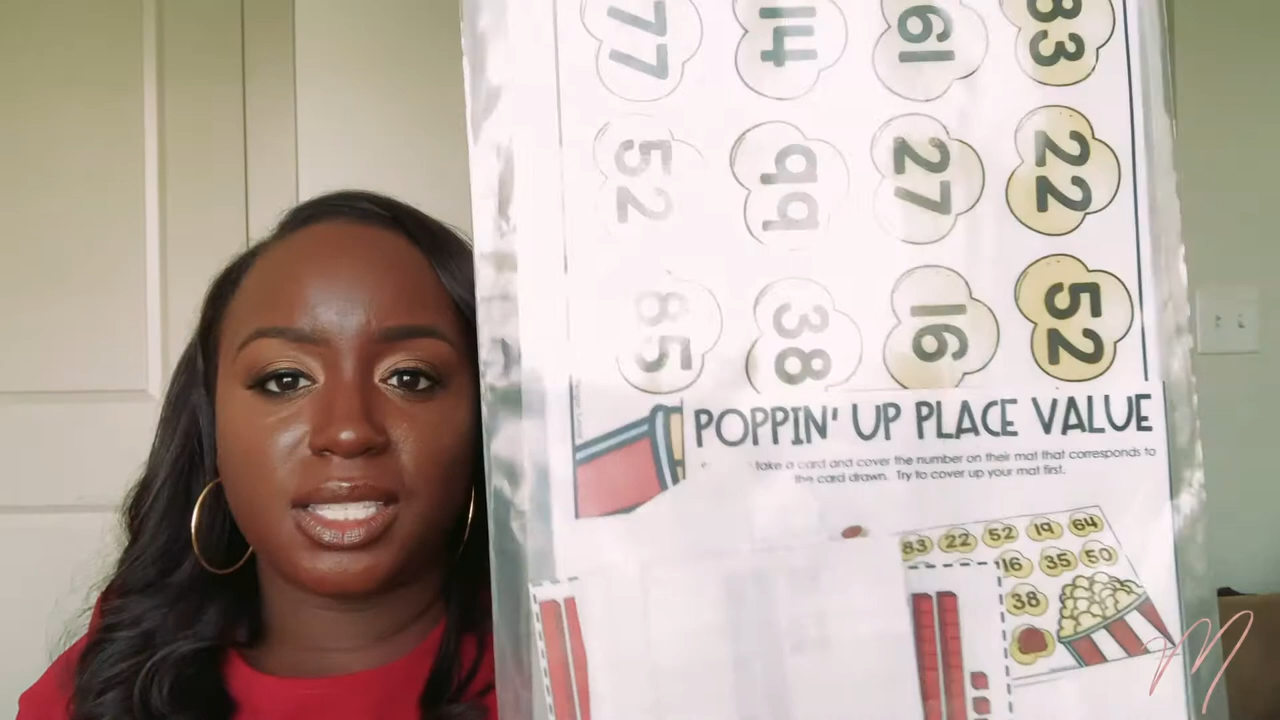 77 14 61 83
52 99 27 22
85 38 16 52
POPPIN' UP PLACE VALUE
take a card and cover the number on their mat that corresponds to
the card drawn. Try to cover up your mat first.
83 22 52 19 64
16 35 50
38
M